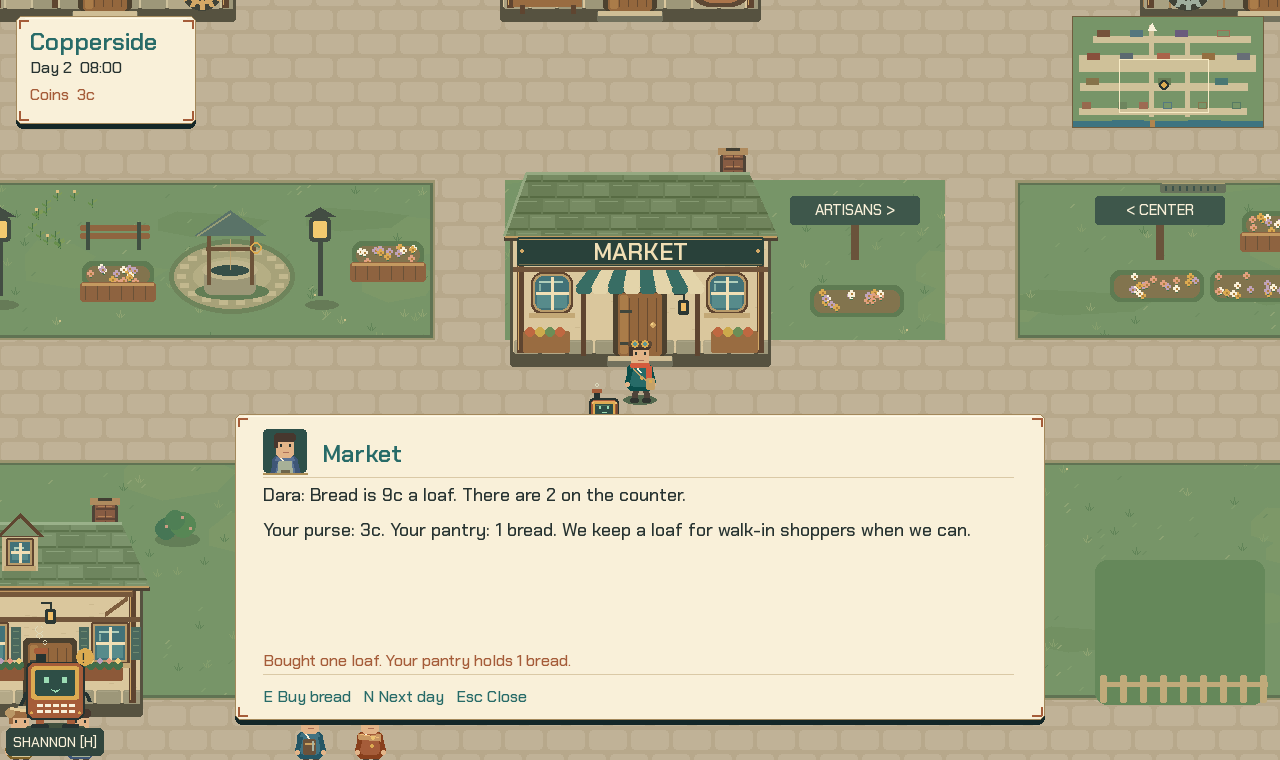 Copperside
Day 2 08:00
Coins 3c
MARKET
ARTISANS >
< CENTER
Market
Dara: Bread is 9c a loaf. There are 2 on the counter.
Your purse: 3c. Your pantry: 1 bread. We keep a loaf for walk-in shoppers when we can.
Bought one loaf. Your pantry holds 1 bread.
E Buy bread N Next day Esc Close
SHANNON [H]